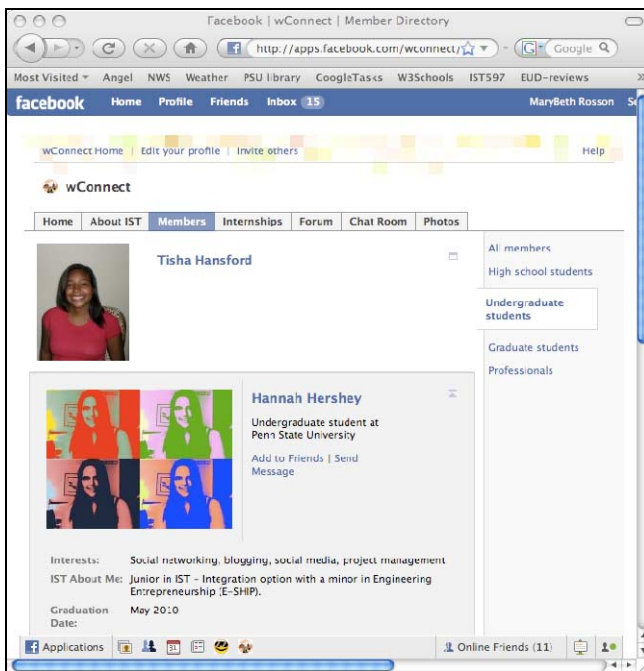 Facebook | wConnect | Member Directory
http://apps.facebook.com/wconnect/
Google
Most Visited Angel NWS Weather PSU library CoogleTasks W3Schools IST597 EUD-reviews
facebook Home Profile Friends Inbox 15 MaryBeth Rosson
wConnect Home | Edit your profile | Invite others Help
wConnect
Home About IST Members Internships Forum Chat Room Photos
Tisha Hansford
All members
High school students
Undergraduate
students
Graduate students
Professionals
Hannah Hershey
Undergraduate student at
Penn State University
Add to Friends | Send
Message
Interests: Social networking, blogging, social media, project management
IST About Me: Junior in IST - Integration option with a minor in Engineering
Entrepreneurship (E-SHIP).
Graduation May 2010
Date:
Applications 31 Online Friends (11) 1